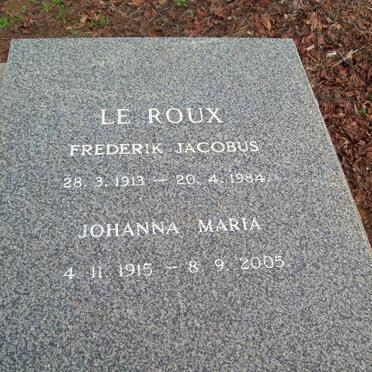 LE ROUX
FREDERIK JACOBUS
28. 3. 1913 — 20. 4. 1984
JOHANNA MARIA
4. 11. 1915 — 8. 9. 2005